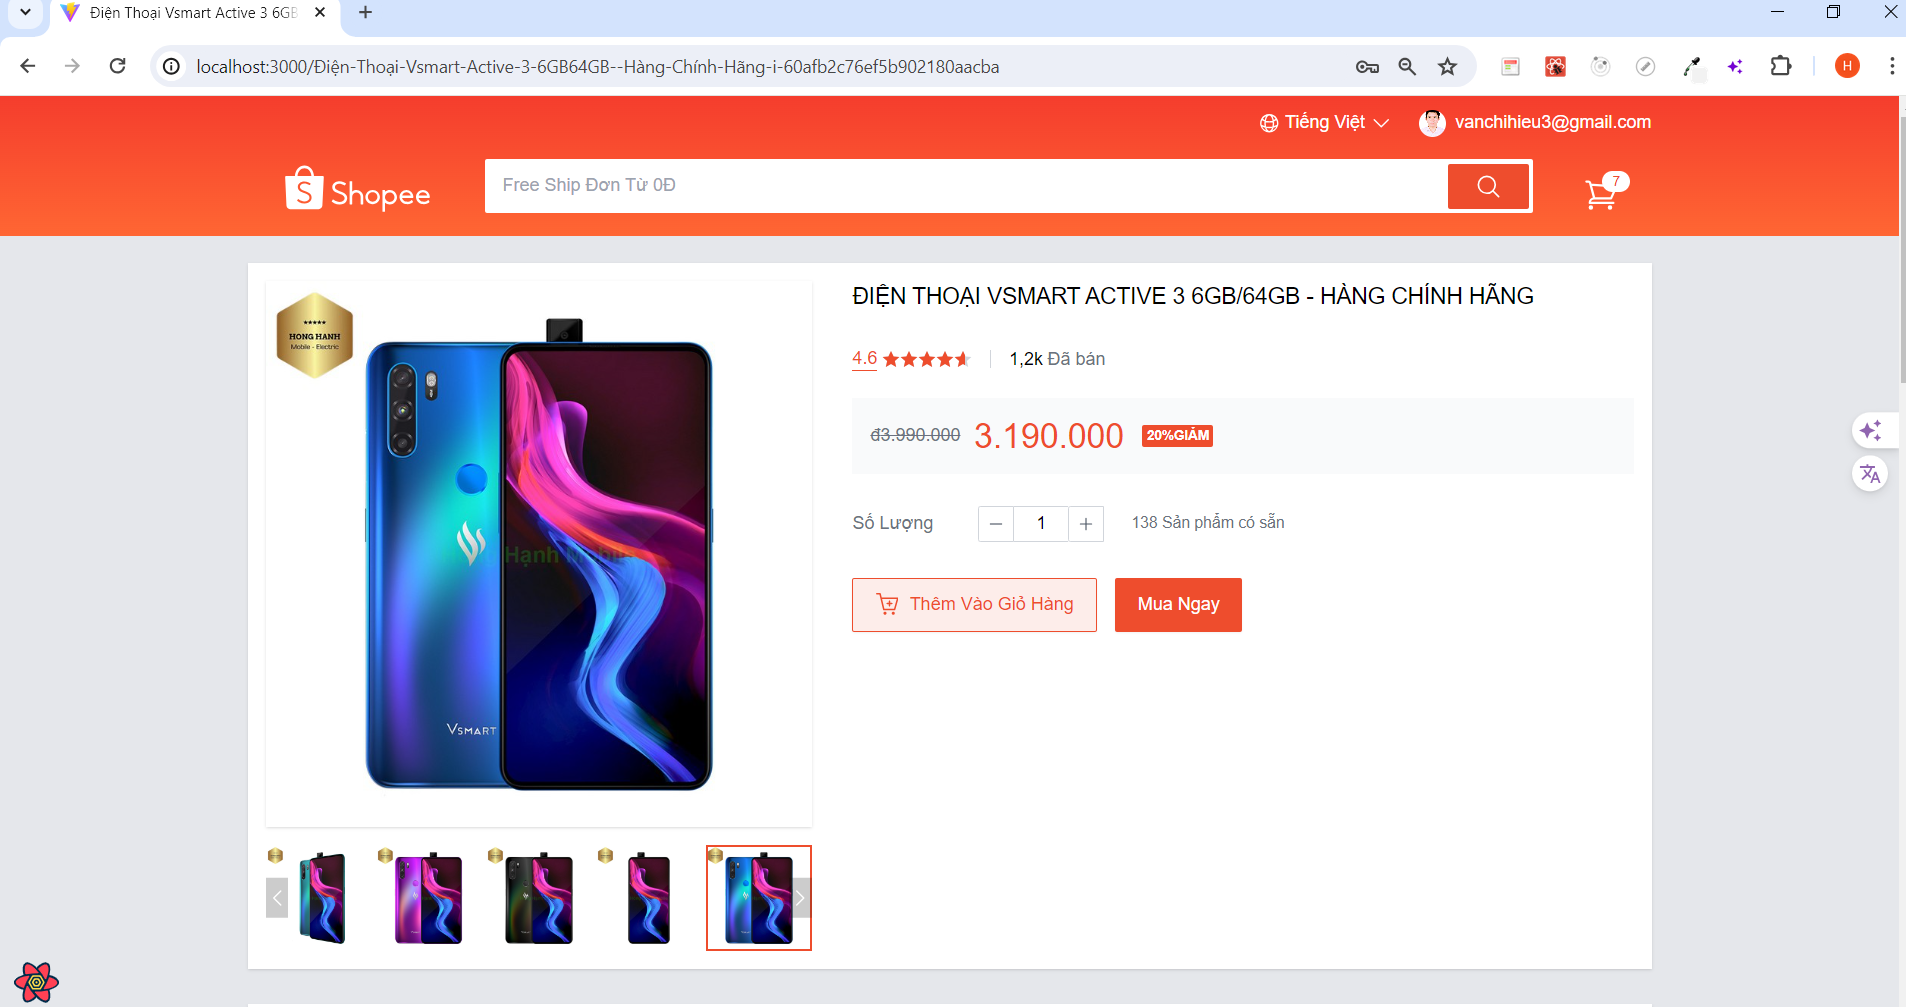 Điện Thoại Vsmart Active 3 6GB
localhost:3000/Điện-Thoại-Vsmart-Active-3-6GB64GB--Hàng-Chính-Hãng-i-60afb2c76ef5b902180aacba
H
Tiếng Việt
vanchihieu3@gmail.com
Shopee
Free Ship Đơn Từ 0Đ
7
HONG HANH
Mobile - Electric
Hạnh Mobile
VSMART
ĐIỆN THOẠI VSMART ACTIVE 3 6GB/64GB - HÀNG CHÍNH HÃNG
4.6
1,2k Đã bán
đ3.990.000 3.190.000 20%GIẢM
Số Lượng
1
138 Sản phẩm có sẵn
Thêm Vào Giỏ Hàng
Mua Ngay